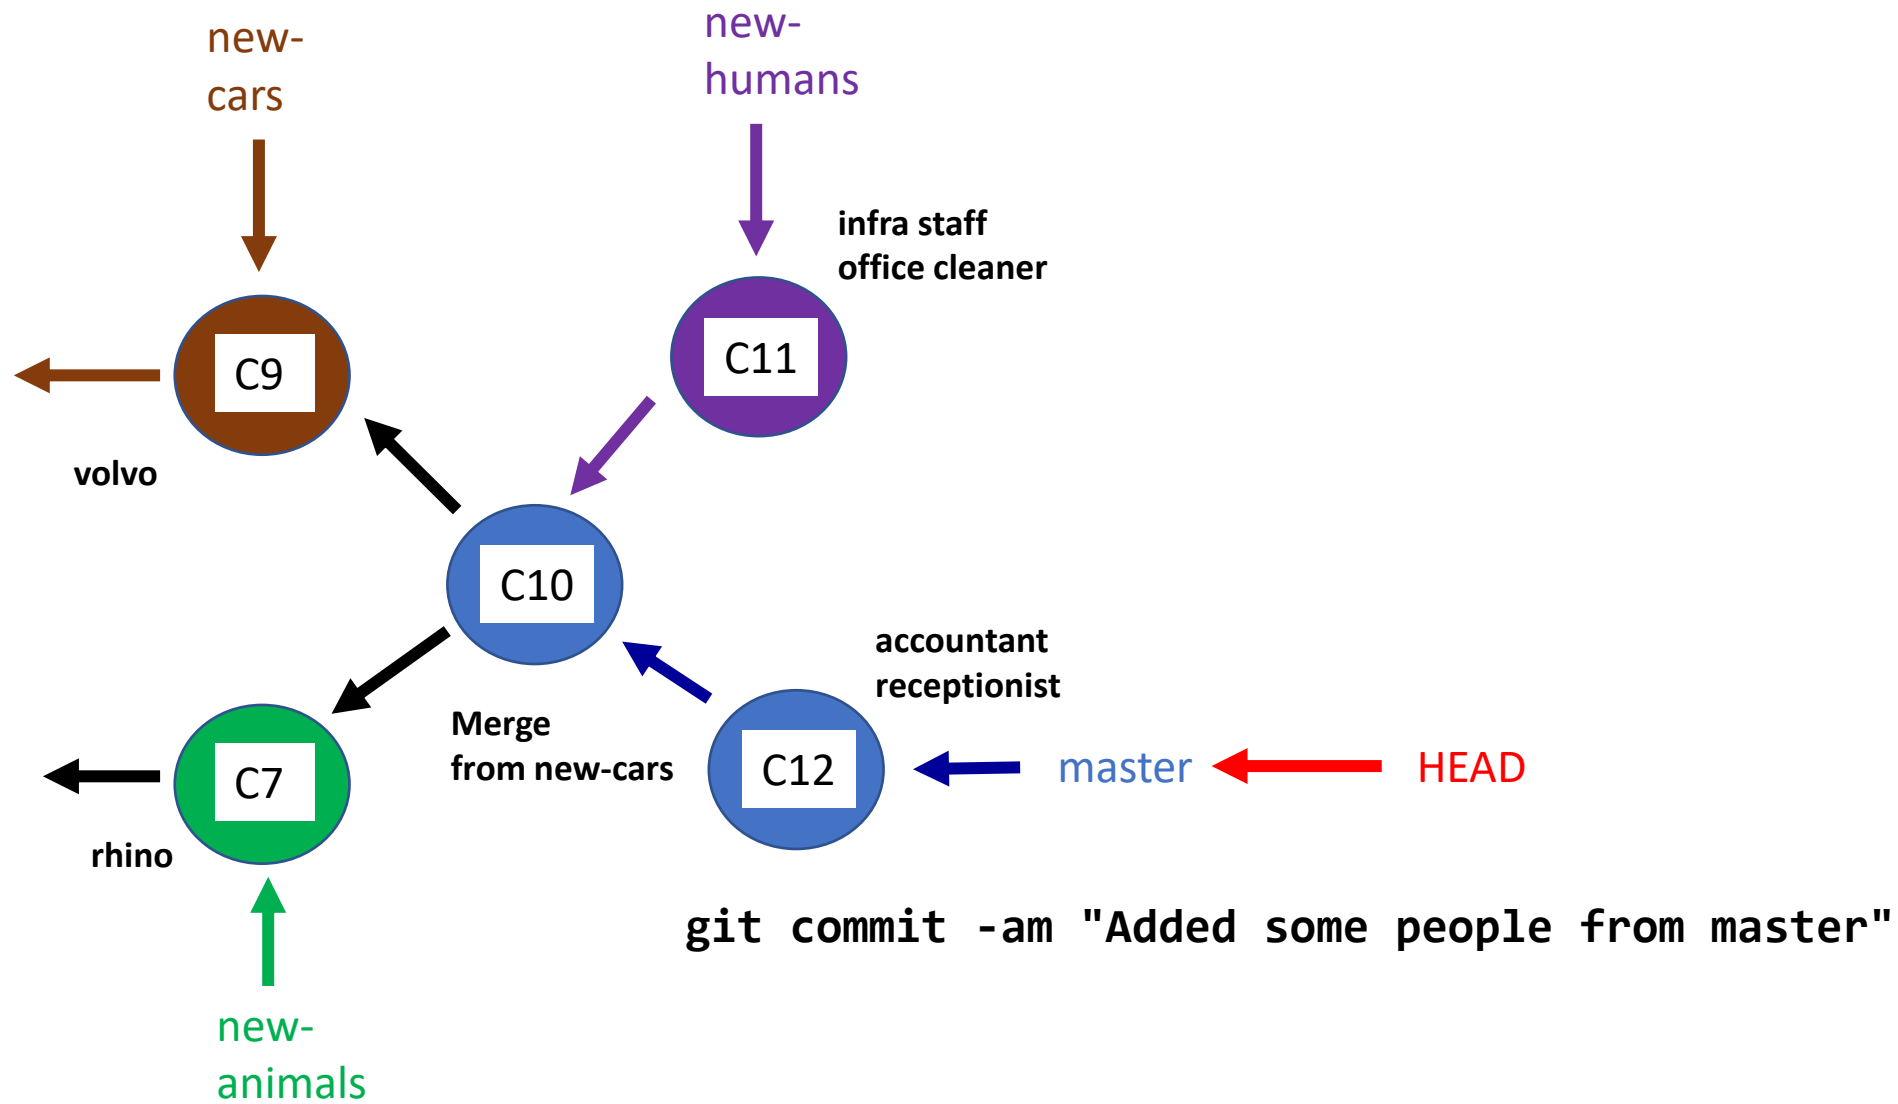 new-
cars
new-
humans
infra staff
office cleaner
C9
C11
volvo
C10
accountant
receptionist
Merge
from new-cars
C7
C12
master
HEAD
rhino
git commit -am "Added some people from master"
new-
animals